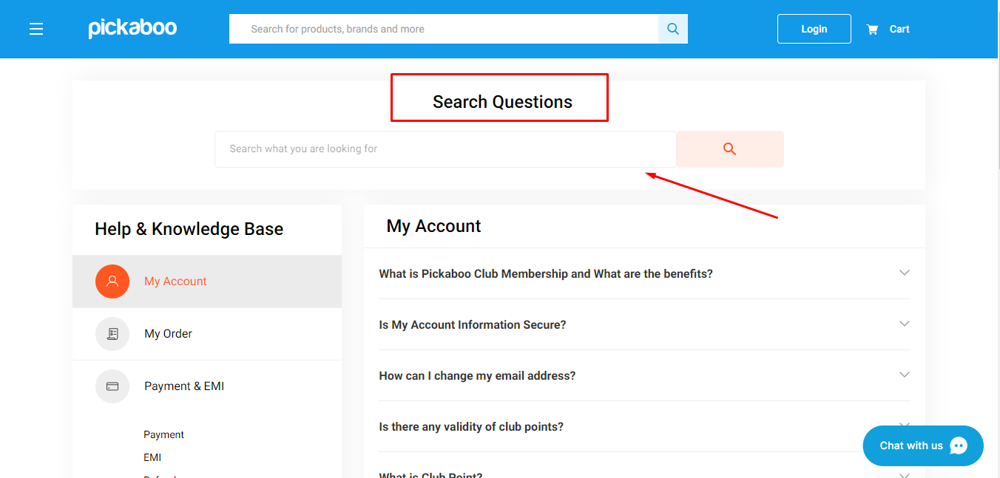 pickaboo
Search for products, brands and more
Login
Cart
Search Questions
Search what you are looking for
Help & Knowledge Base
My Account
My Order
Payment & EMI
Payment
EMI
My Account
What is Pickaboo Club Membership and What are the benefits?
Is My Account Information Secure?
How can I change my email address?
Is there any validity of club points?
What is Club Point?
Chat with us